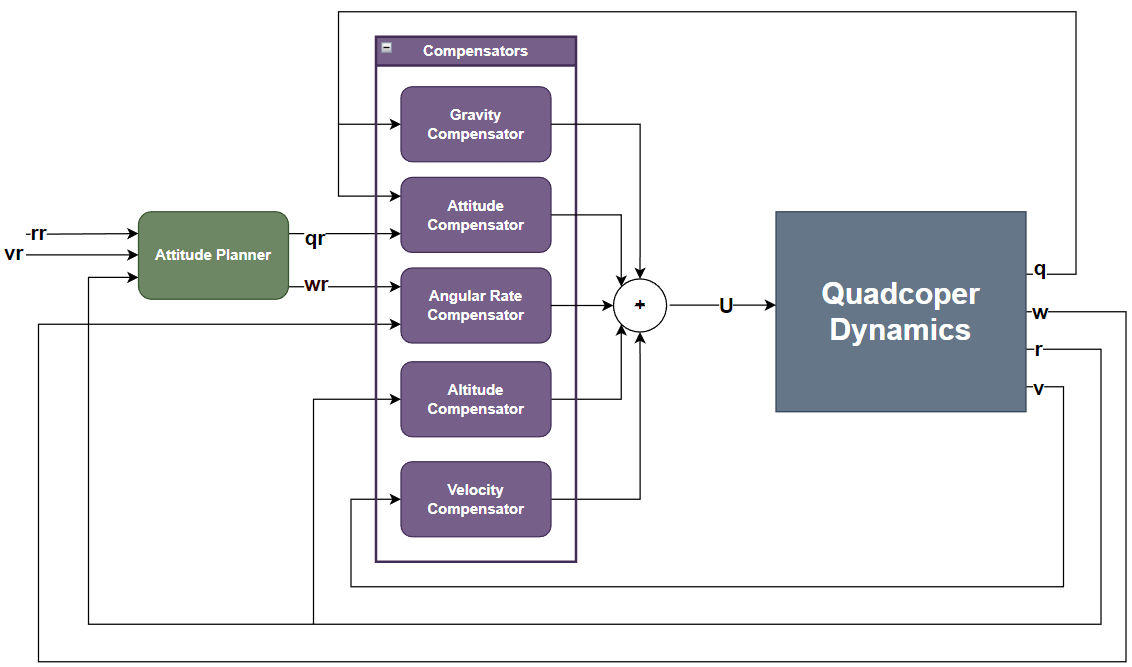 Compensators
Gravity
Compensator
Attitude
Compensator
rr
vr
Attitude Planner
qr
wr
Angular Rate
Compensator
+
U
Quadcoper
Dynamics
q
w
r
v
Altitude
Compensator
Velocity
Compensator